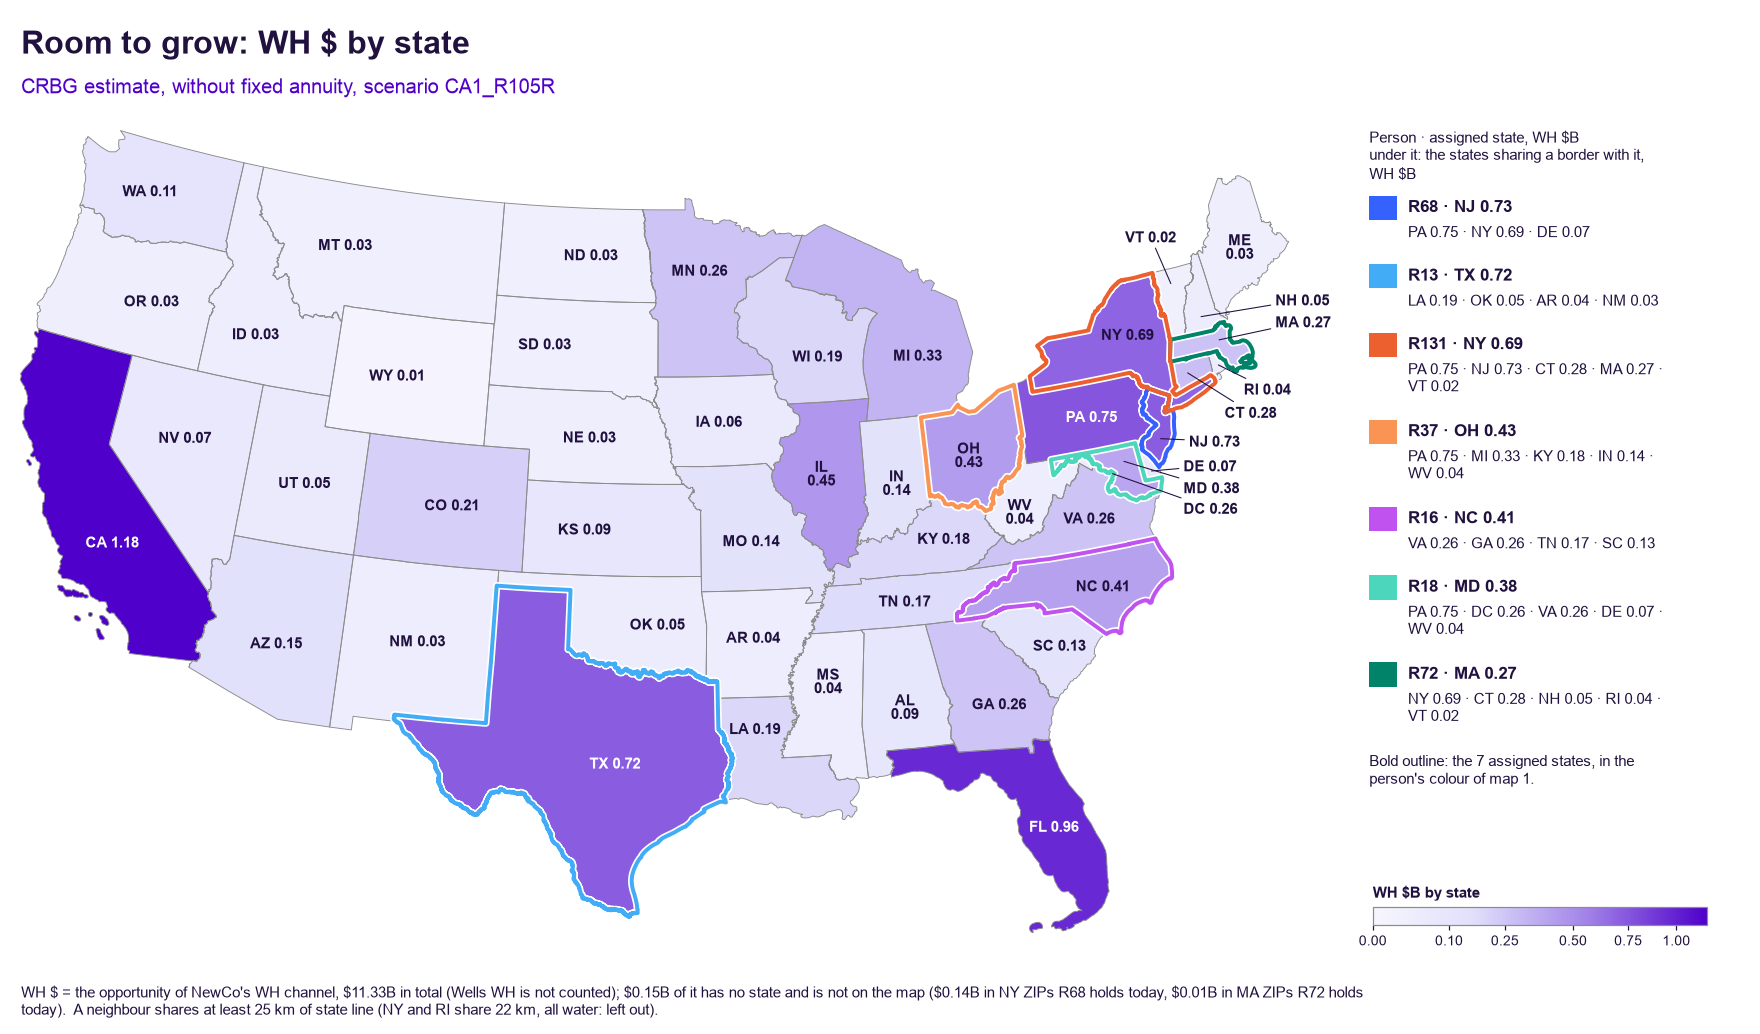 Room to grow: WH $ by state
CRBG estimate, without fixed annuity, scenario CA1_R105R
WA 0.11
OR 0.03
ID 0.03
MT 0.03
WY 0.01
ND 0.03
SD 0.03
NE 0.03
MN 0.26
WI 0.19
MI 0.33
IA 0.06
IL
0.45
IN
0.14
OH
0.43
NV 0.07
UT 0.05
CO 0.21
KS 0.09
MO 0.14
CA 1.18
AZ 0.15
NM 0.03
OK 0.05
AR 0.04
TX 0.72
LA 0.19
MS
0.04
AL
0.09
GA 0.26
FL 0.96
SC 0.13
NC 0.41
TN 0.17
KY 0.18
WV
0.04
VA 0.26
PA 0.75
NY 0.69
VT 0.02
ME
0.03
NH 0.05
MA 0.27
RI 0.04
CT 0.28
NJ 0.73
DE 0.07
MD 0.38
DC 0.26
Person · assigned state, WH $B
under it: the states sharing a border with it,
WH $B
R68 · NJ 0.73
PA 0.75 · NY 0.69 · DE 0.07
R13 · TX 0.72
LA 0.19 · OK 0.05 · AR 0.04 · NM 0.03
R131 · NY 0.69
PA 0.75 · NJ 0.73 · CT 0.28 · MA 0.27 ·
VT 0.02
R37 · OH 0.43
PA 0.75 · MI 0.33 · KY 0.18 · IN 0.14 ·
WV 0.04
R16 · NC 0.41
VA 0.26 · GA 0.26 · TN 0.17 · SC 0.13
R18 · MD 0.38
PA 0.75 · DC 0.26 · VA 0.26 · DE 0.07 ·
WV 0.04
R72 · MA 0.27
NY 0.69 · CT 0.28 · NH 0.05 · RI 0.04 ·
VT 0.02
Bold outline: the 7 assigned states, in the
person's colour of map 1.
WH $B by state
0.00 0.10 0.25 0.50 0.75 1.00
WH $ = the opportunity of NewCo's WH channel, $11.33B in total (Wells WH is not counted); $0.15B of it has no state and is not on the map ($0.14B in NY ZIPs R68 holds today, $0.01B in MA ZIPs R72 holds
today).  A neighbour shares at least 25 km of state line (NY and RI share 22 km, all water: left out).